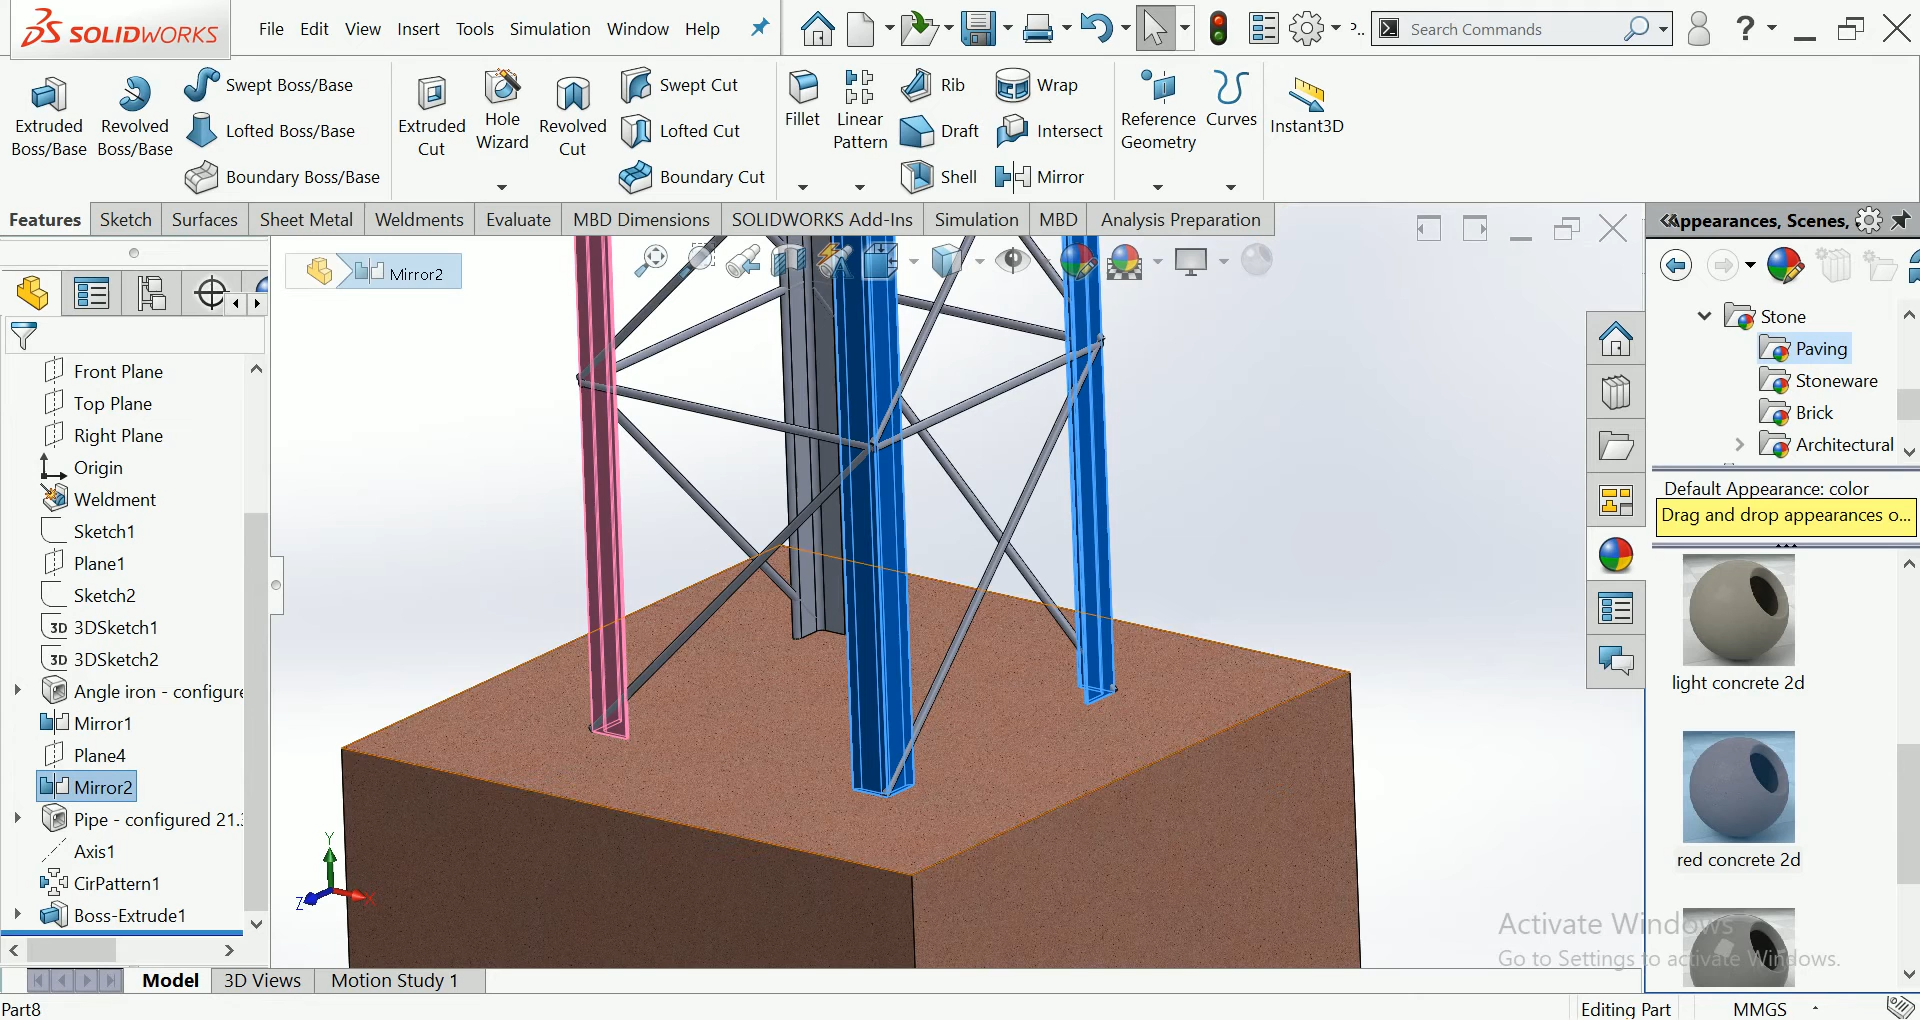 SOLIDWORKS
File Edit View Insert Tools Simulation Window Help
Search Commands
Extruded Boss/Base
Revolved Boss/Base
Swept Boss/Base
Lofted Boss/Base
Boundary Boss/Base
Extruded Cut
Hole Wizard
Revolved Cut
Swept Cut
Lofted Cut
Boundary Cut
Fillet
Linear Pattern
Rib
Draft
Shell
Wrap
Intersect
Mirror
Reference Geometry
Curves
Instant3D
Features Sketch Surfaces Sheet Metal Weldments Evaluate MBD Dimensions SOLIDWORKS Add-Ins Simulation MBD Analysis Preparation
Appearances, Scenes,
Mirror2
Front Plane
Top Plane
Right Plane
Origin
Weldment
Sketch1
Plane1
Sketch2
3D 3DSketch1
3D 3DSketch2
Angle iron - configure
Mirror1
Plane4
Mirror2
Pipe - configured 21.
Axis1
CirPattern1
Boss-Extrude1
Y
X
Z
Stone
Paving
Stoneware
Brick
Architectural
Default Appearance: color
Drag and drop appearances o...
light concrete 2d
red concrete 2d
Activate Windows
Go to Settings to activate Windows.
Model 3D Views Motion Study 1
Part8
Editing Part
MMGS